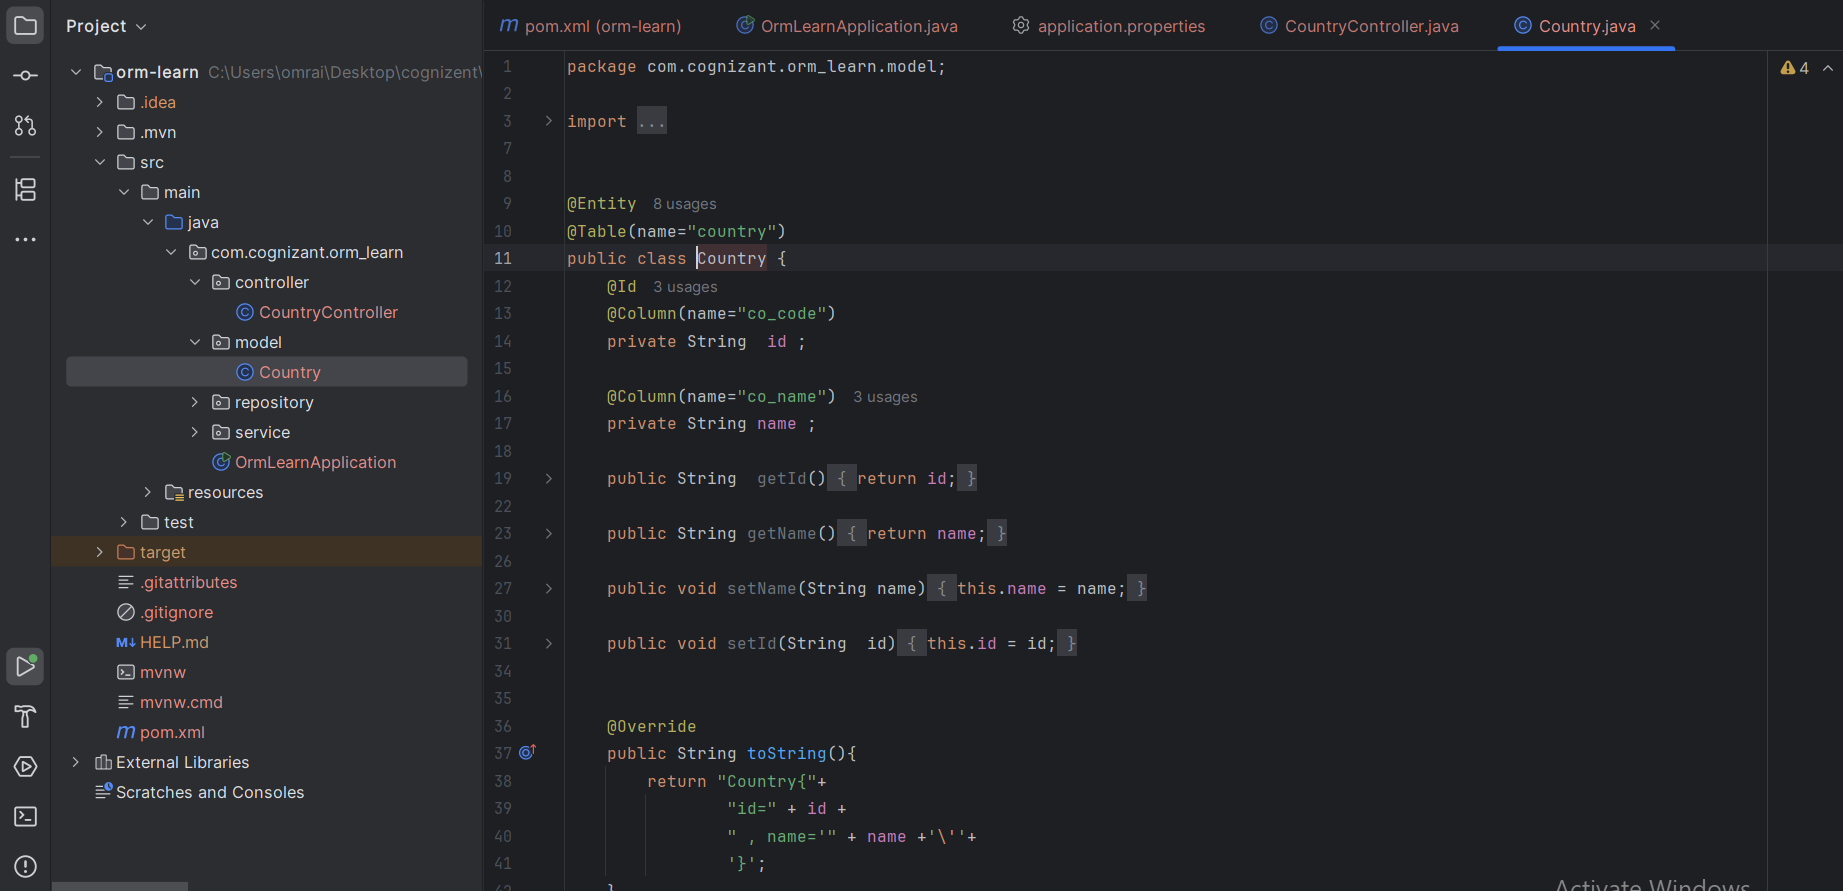 Project
orm-learn C:\Users\omrai\Desktop\cognizent\
.idea
.mvn
src
main
java
com.cognizant.orm_learn
controller
CountryController
model
Country
repository
service
OrmLearnApplication
resources
test
target
.gitattributes
.gitignore
HELP.md
mvnw
mvnw.cmd
pom.xml
External Libraries
Scratches and Consoles
pom.xml (orm-learn) OrmLearnApplication.java application.properties CountryController.java Country.java
4
1 package com.cognizant.orm_learn.model;
2
3 import ...
7
8
9 @Entity 8 usages
10 @Table(name="country")
11 public class Country {
12 @Id 3 usages
13 @Column(name="co_code")
14 private String  id ;
15
16 @Column(name="co_name") 3 usages
17 private String name ;
18
19 public String  getId() { return id; }
22
23 public String getName() { return name; }
26
27 public void setName(String name) { this.name = name; }
30
31 public void setId(String  id) { this.id = id; }
34
35
36 @Override
37 public String toString(){
38 return "Country{"+
39 "id=" + id +
40 " , name='" + name +'\''+
41 '}';
42 }
Activate Windows